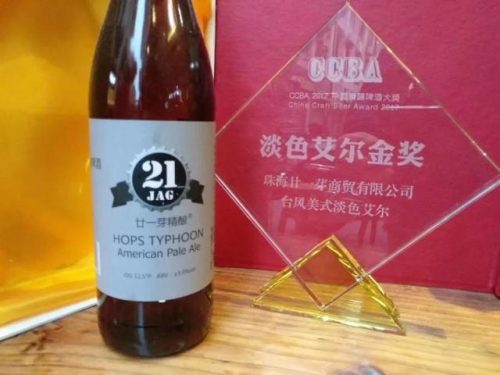 21
JAG
廿一芽精酿®
HOPS TYPHOON
American Pale Ale
CCBA
CCBA 2017 中国精酿啤酒大奖
China Craft Beer Award 2017
淡色艾尔金奖
珠海廿一芽商贸有限公司
台风美式淡色艾尔